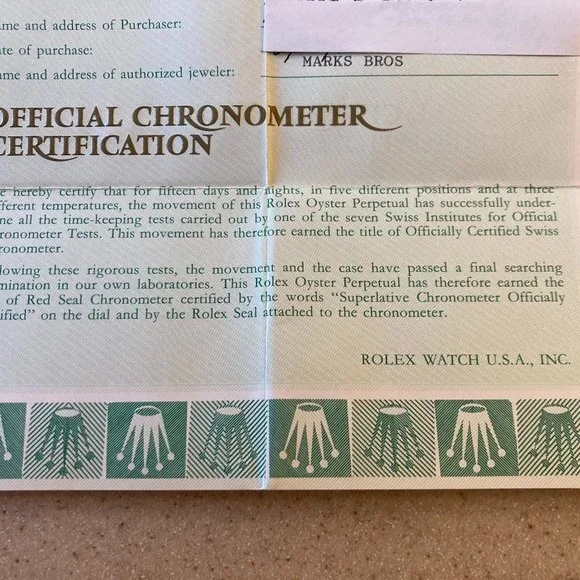 ame and address of Purchaser:
ate of purchase:
ame and address of authorized jeweler:
MARKS BROS
OFFICIAL CHRONOMETER
CERTIFICATION
e hereby certify that for fifteen days and nights, in five different positions and at three
fferent temperatures, the movement of this Rolex Oyster Perpetual has successfully under-
ne all the time-keeping tests carried out by one of the seven Swiss Institutes for Official
ronometer Tests. This movement has therefore earned the title of Officially Certified Swiss
ronometer.
lowing these rigorous tests, the movement and the case have passed a final searching
mination in our own laboratories. This Rolex Oyster Perpetual has therefore earned the
of Red Seal Chronometer certified by the words “Superlative Chronometer Officially
ified” on the dial and by the Rolex Seal attached to the chronometer.
ROLEX WATCH U.S.A., INC.